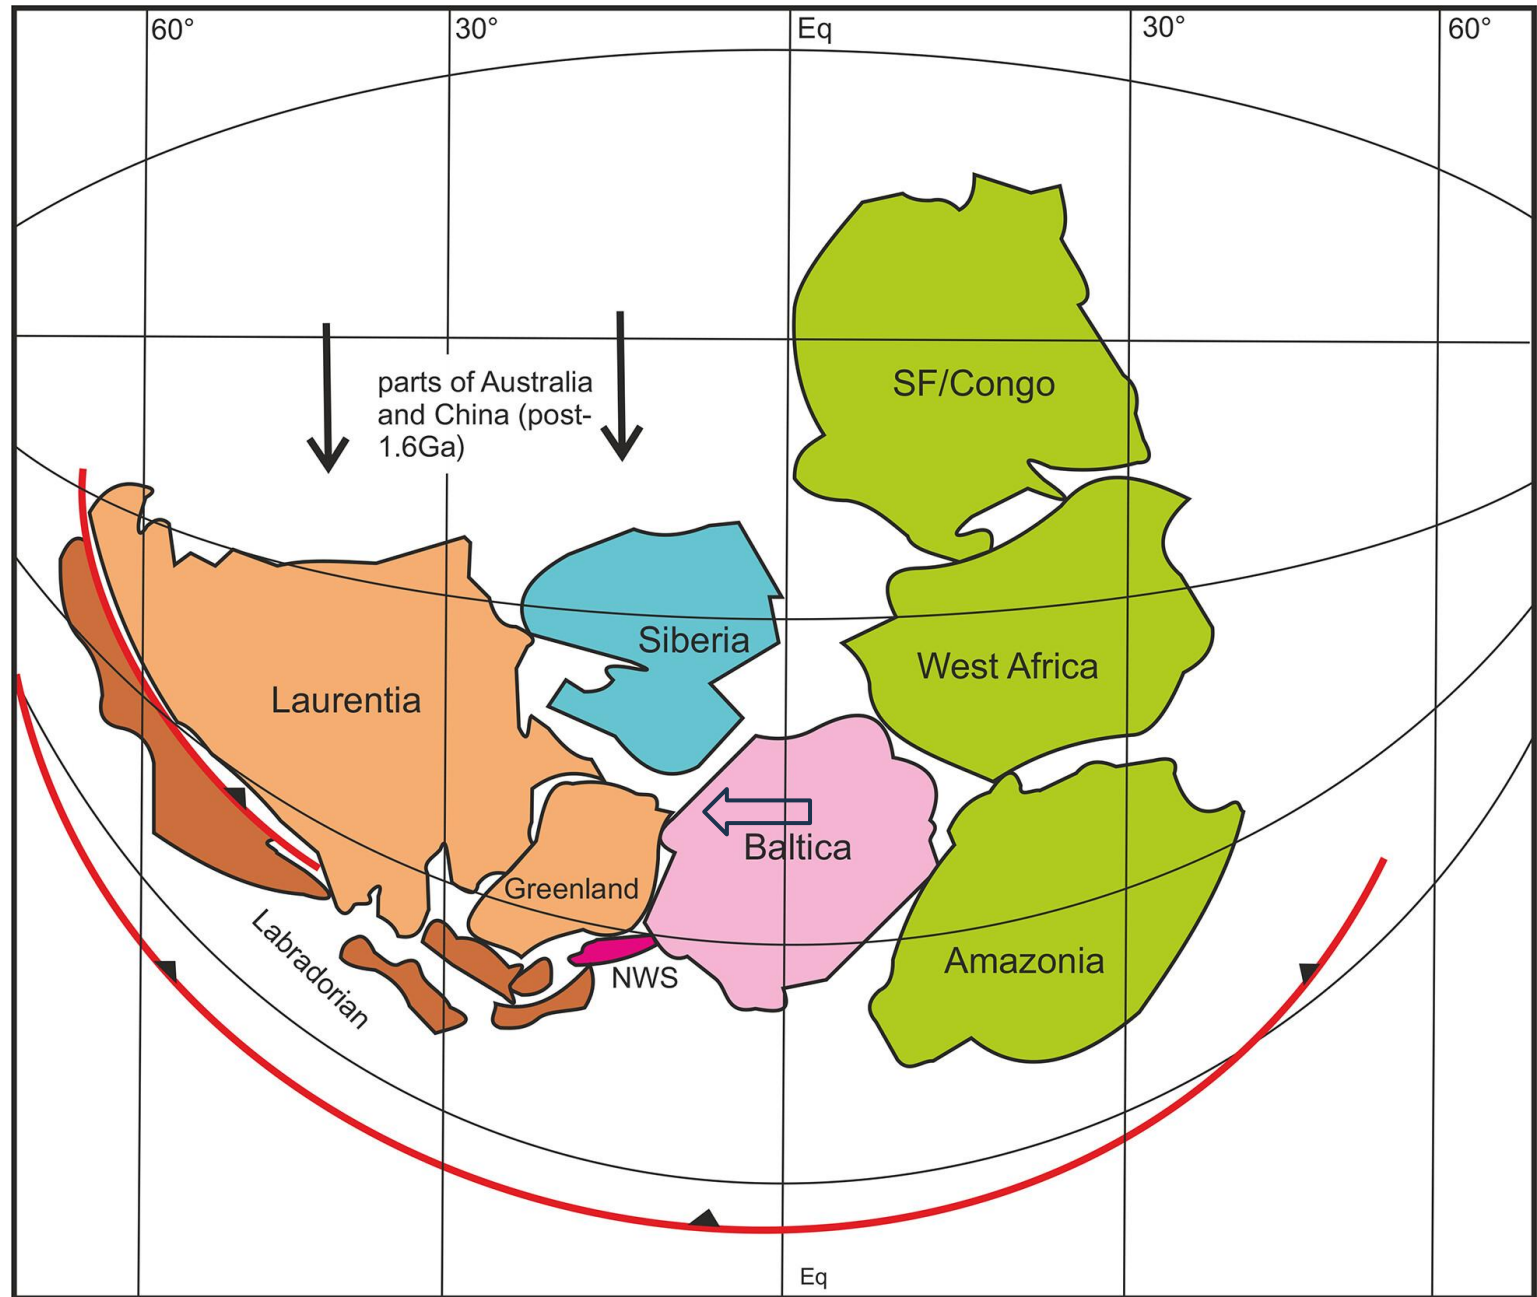 60°
30°
Eq
30°
60°
parts of Australia
and China (post-
1.6Ga)
SF/Congo
Siberia
West Africa
Laurentia
Baltica
Greenland
Amazonia
Labradorian
NWS
Eq